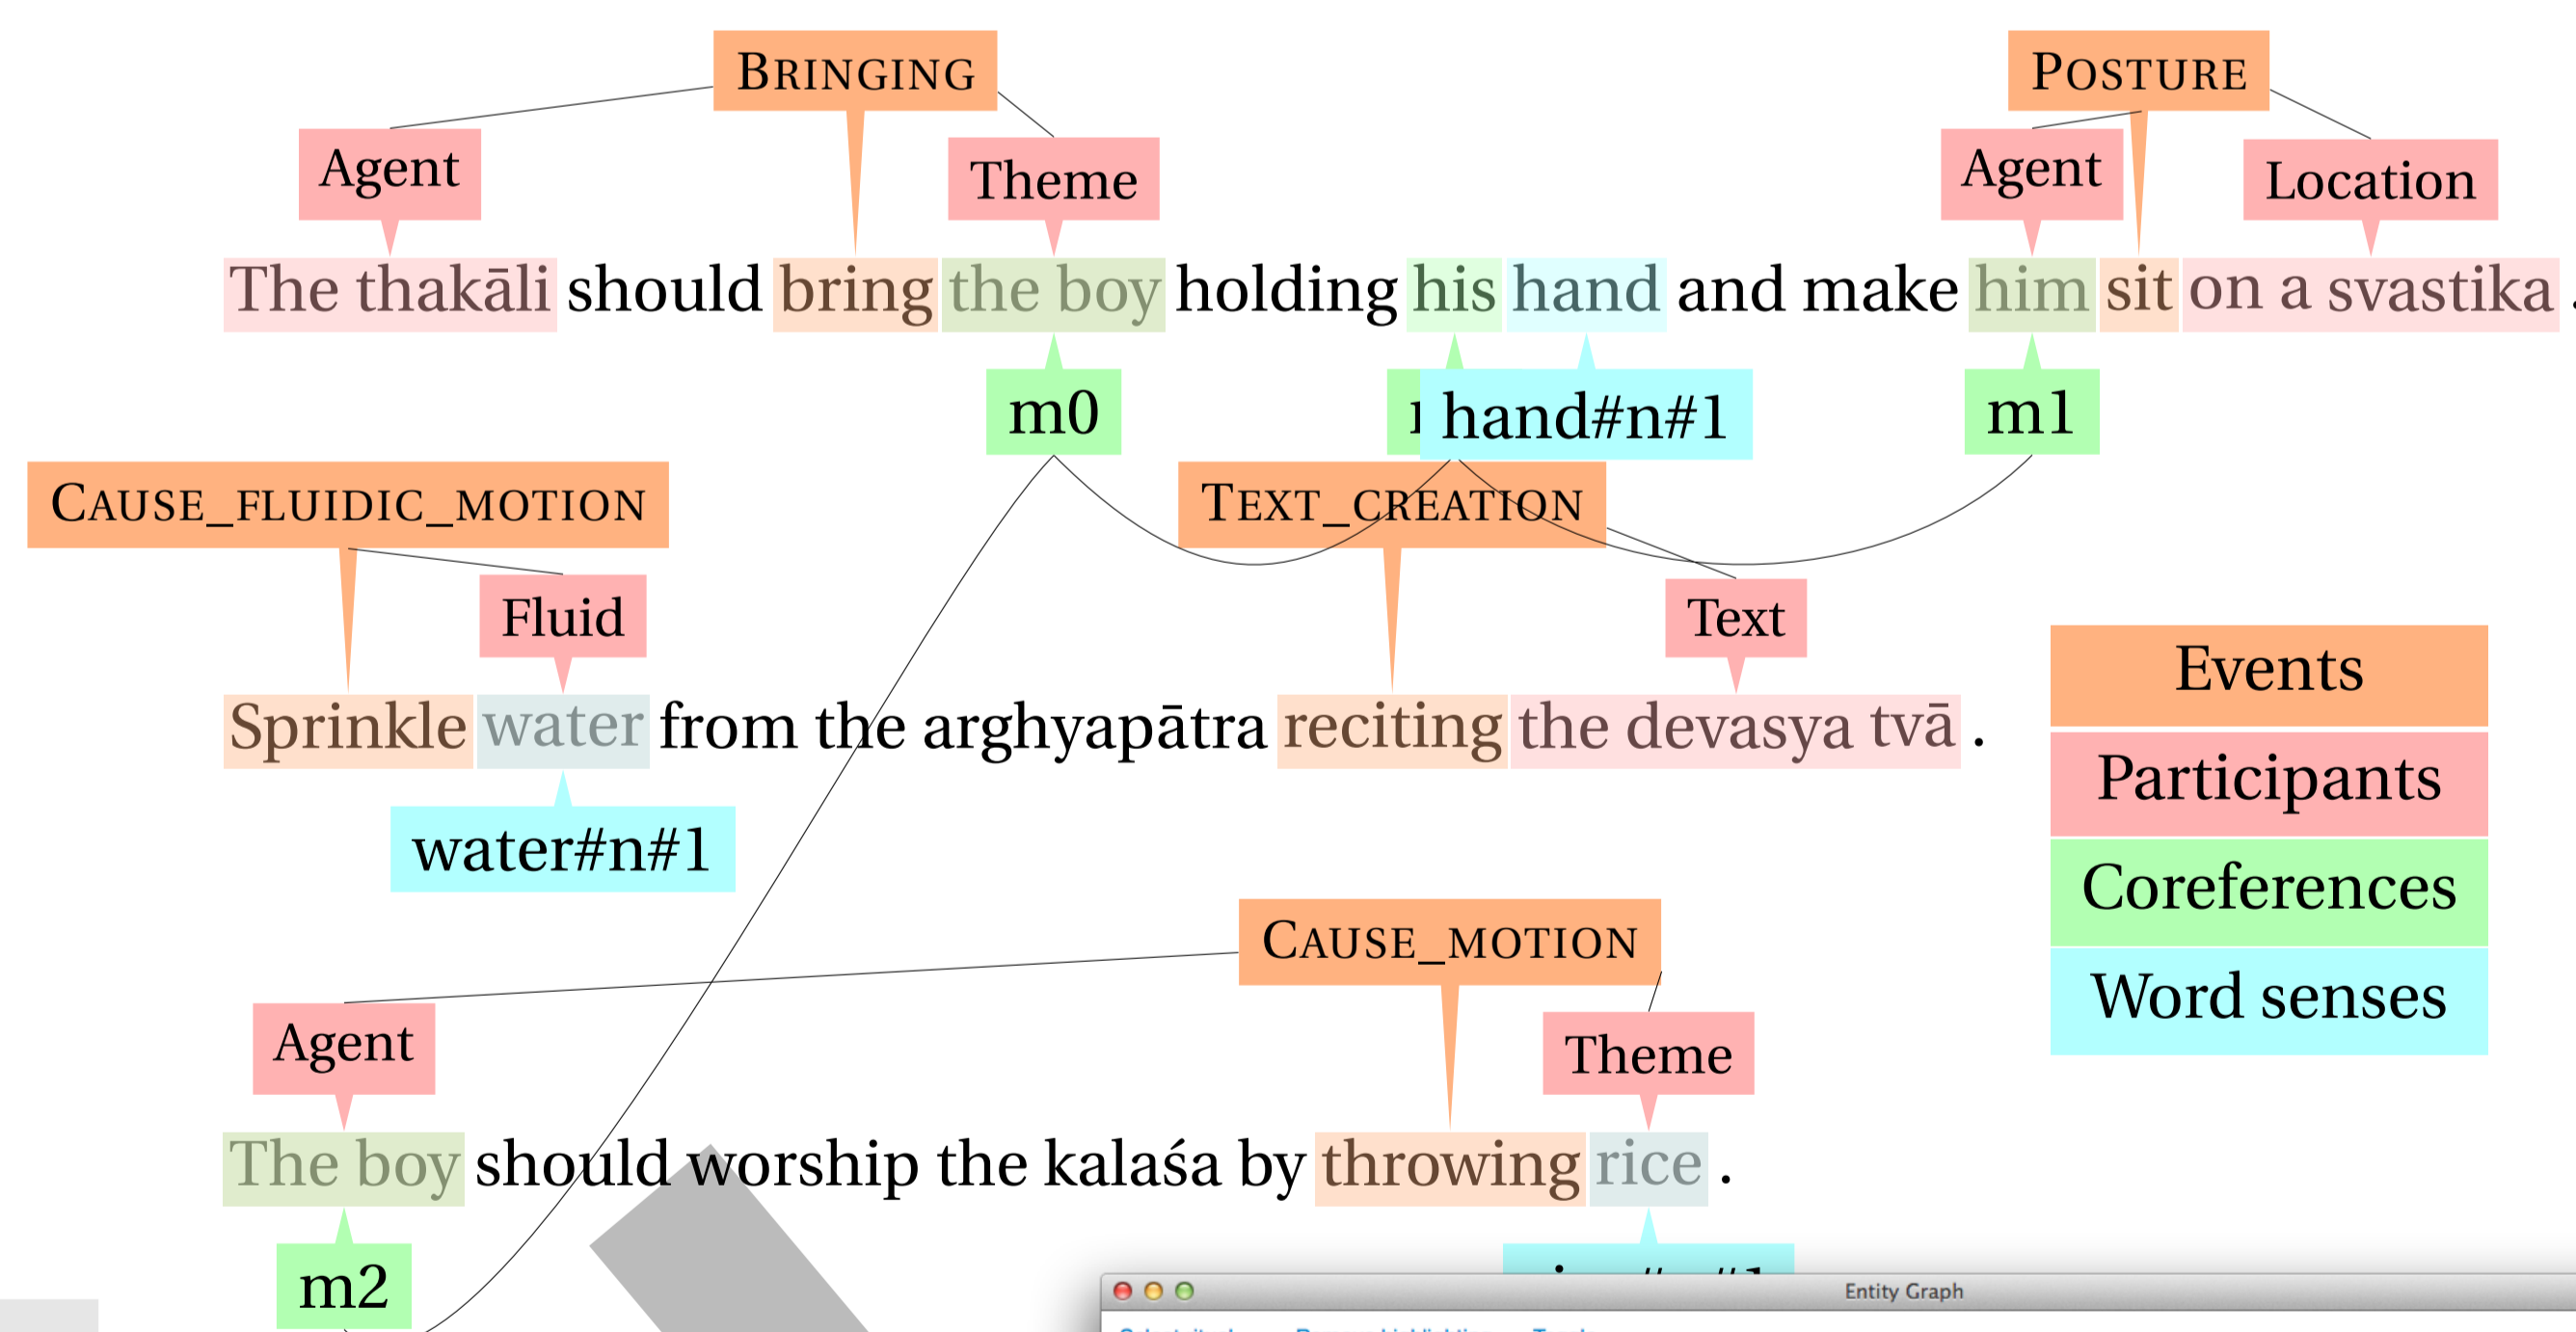 BRINGING POSTURE
Agent Theme Agent Location
The thakāli should bring the boy holding his hand and make him sit on a svastika .
m0 hand#n#1 m1
CAUSE_FLUIDIC_MOTION TEXT_CREATION
Fluid Text
Sprinkle water from the arghyapātra reciting the devasya tvā .
water#n#1
Events
Participants
Coreferences
Word senses
CAUSE_MOTION
Agent Theme
The boy should worship the kalaśa by throwing rice .
m2
Entity Graph